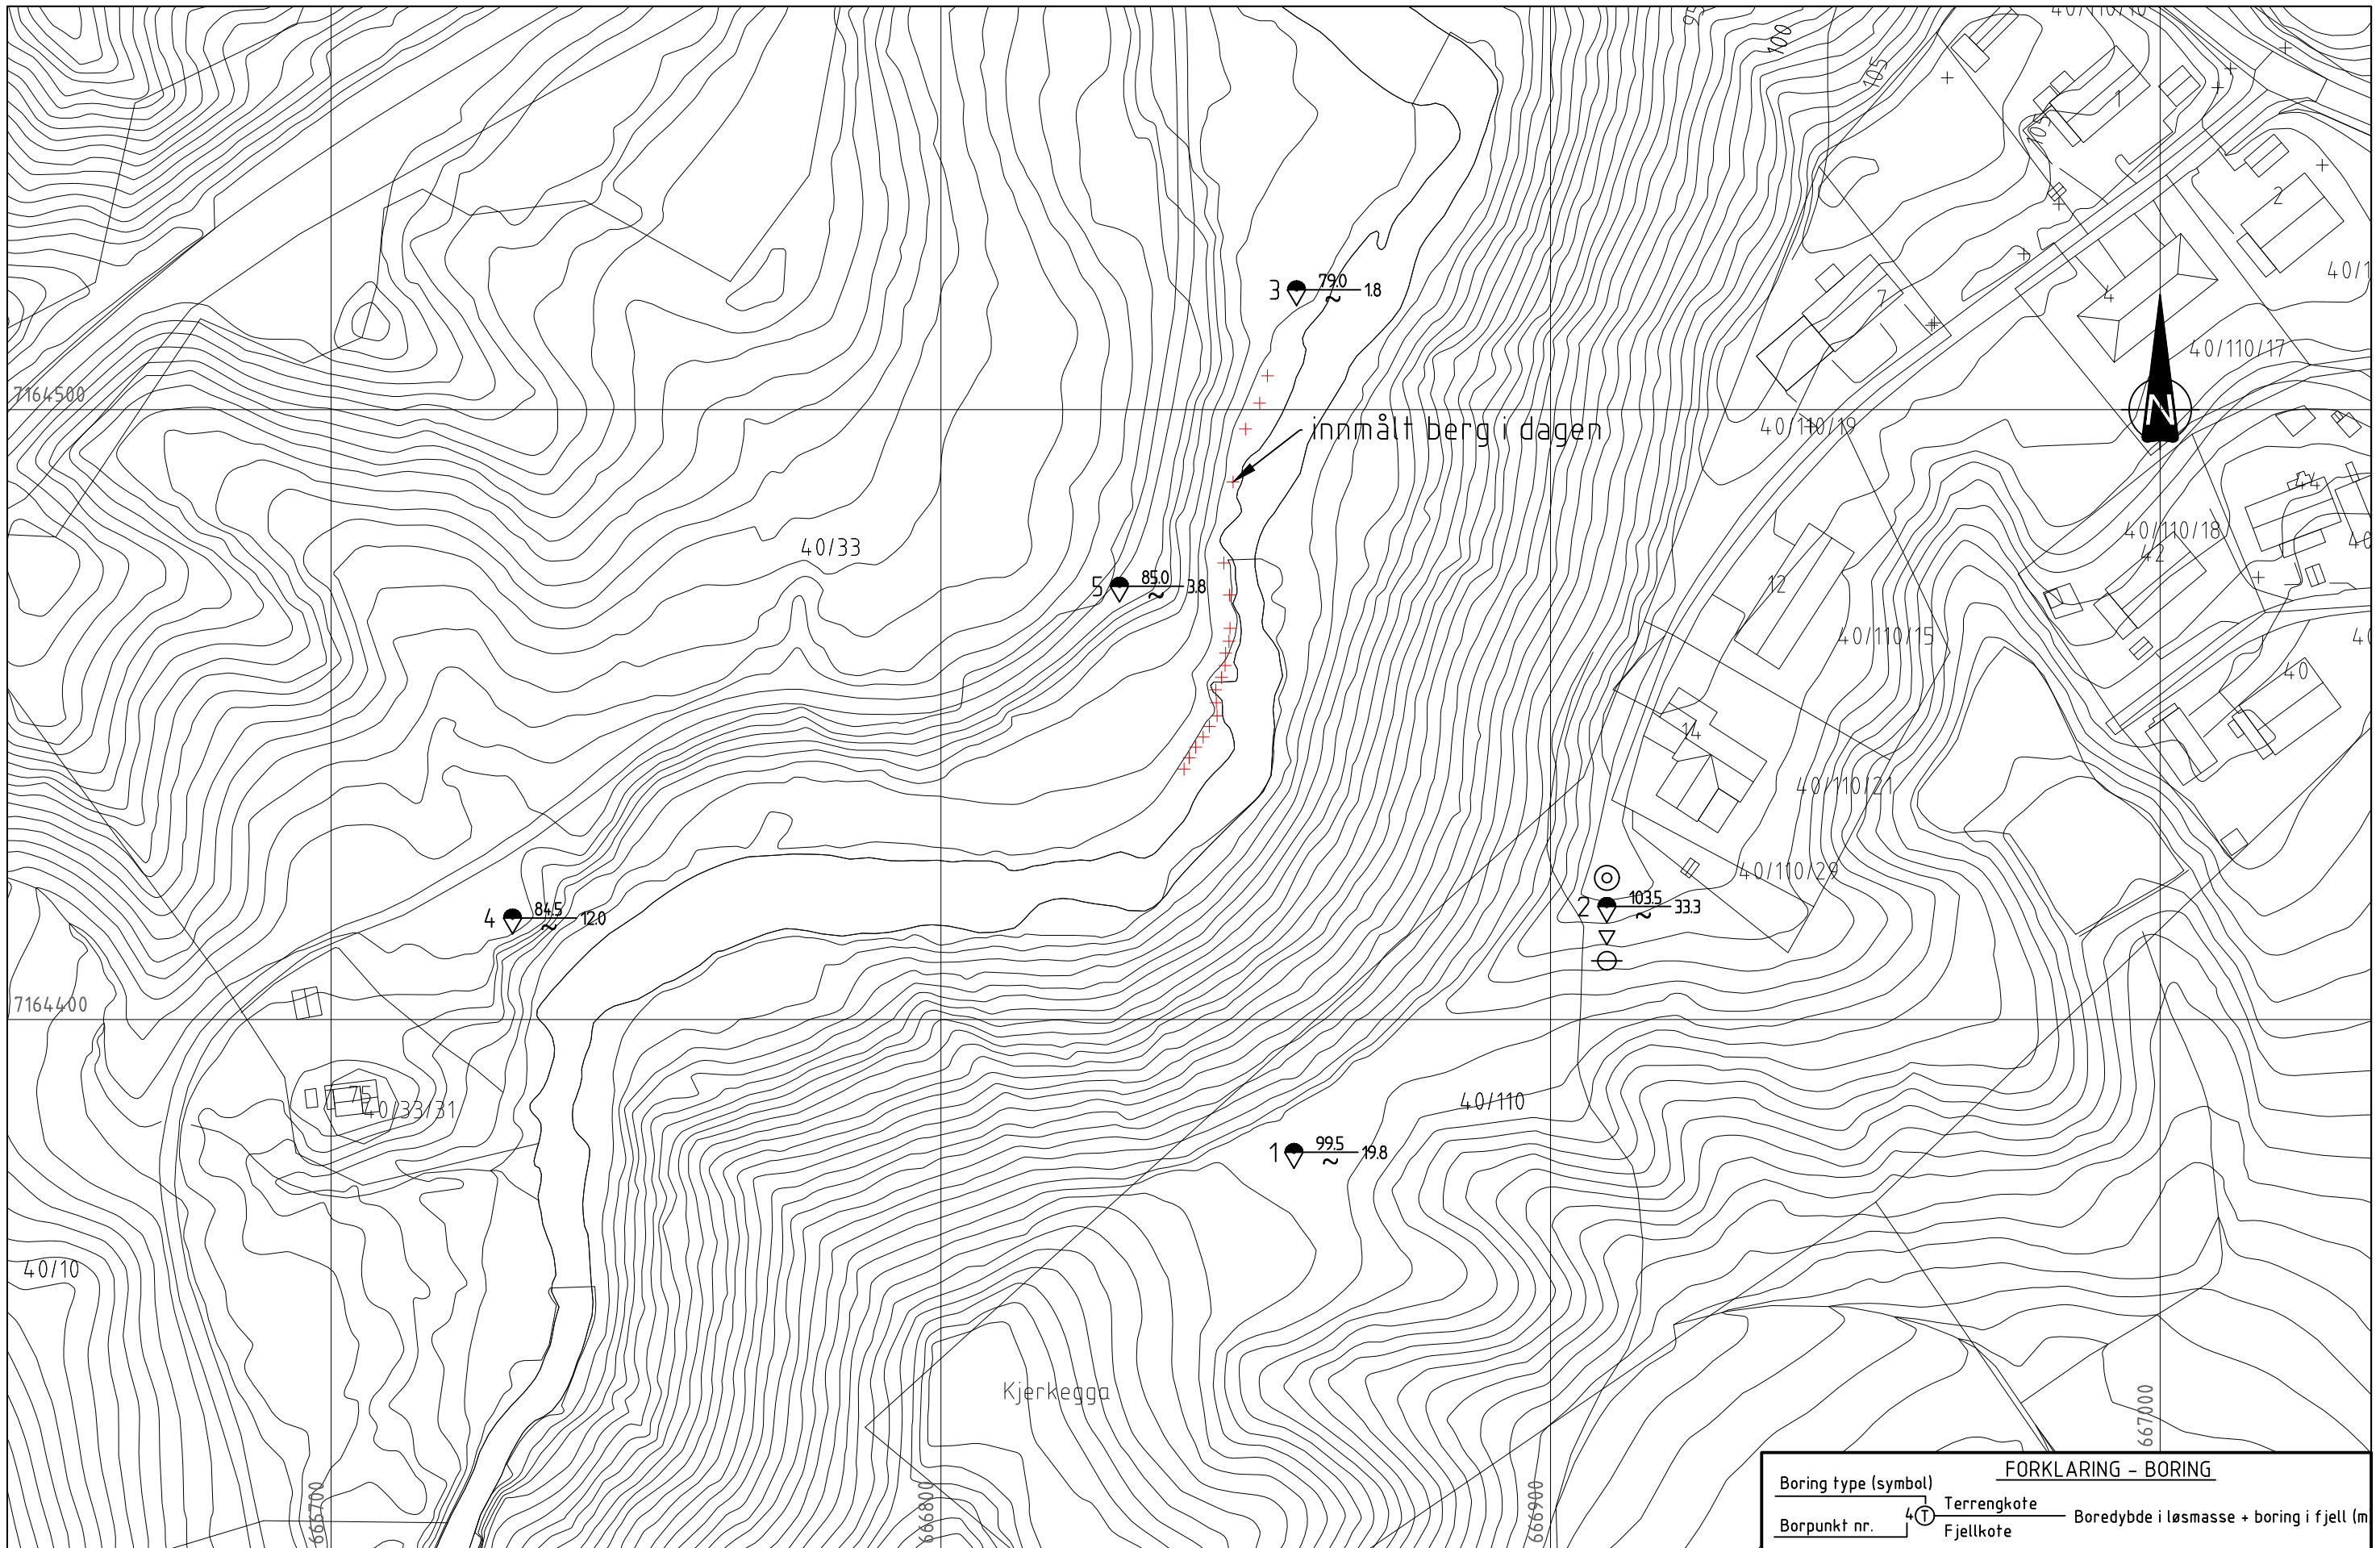 40/110/10
95
100
105
105
1
2
40/1
3 79.0 ~ 1.8
7
4
40/110/17
7164500
N
40/110/19
innmålt berg i dagen
44
40/33
40/110/18
42
40
5 85.0 ~ 3.8
12
40/110/15
40
14
40/110/21
40/110/29
2 103.5 ~ 33.3
4 84.5 ~ 12.0
7164400
75
40/33/31
40/110
1 99.5 ~ 19.8
40/10
Kjerkegga
667000
666700
666800
666900
FORKLARING - BORING
Boring type (symbol)
Borpunkt nr.
4 T
Terrengkote
Fjellkote
Boredybde i løsmasse + boring i fjell (m